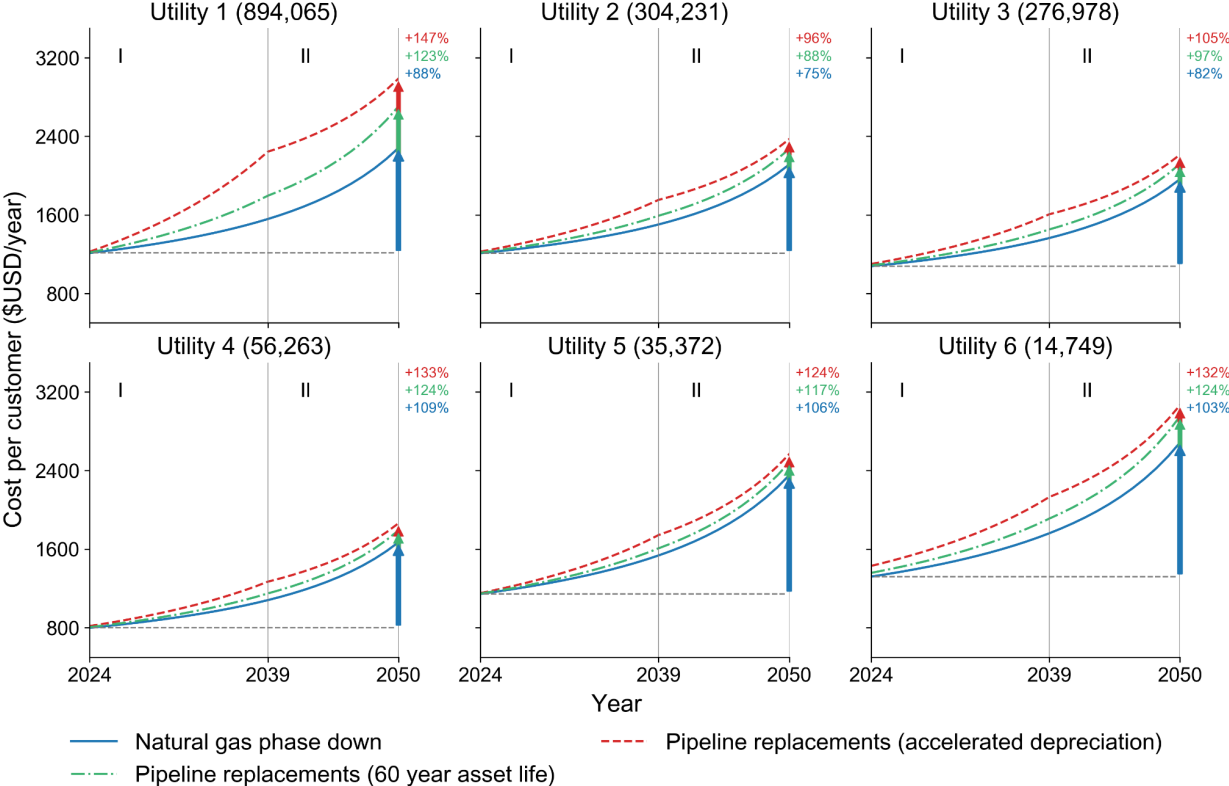 Utility 1 (894,065)
Utility 2 (304,231)
Utility 3 (276,978)
+147%
+123%
+88%
+96%
+88%
+75%
+105%
+97%
+82%
I
II
I
II
I
II
3200
2400
1600
800
Utility 4 (56,263)
Utility 5 (35,372)
Utility 6 (14,749)
+133%
+124%
+109%
+124%
+117%
+106%
+132%
+124%
+103%
I
II
I
II
I
II
3200
2400
1600
800
Cost per customer ($USD/year)
2024 2039 2050
2024 2039 2050
2024 2039 2050
Year
Natural gas phase down
Pipeline replacements (60 year asset life)
Pipeline replacements (accelerated depreciation)